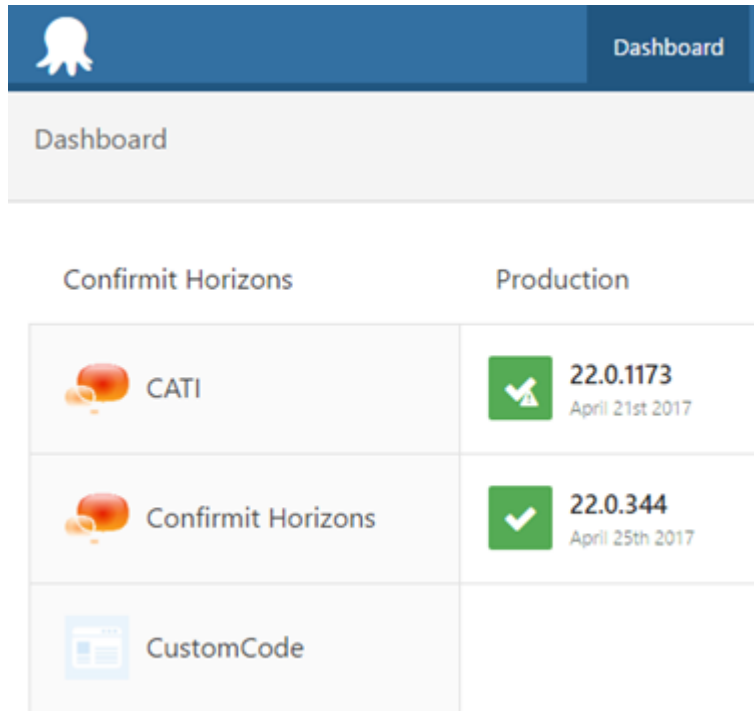 Dashboard
Dashboard
Confirmit Horizons
Production
CATI
22.0.1173
April 21st 2017
Confirmit Horizons
22.0.344
April 25th 2017
CustomCode